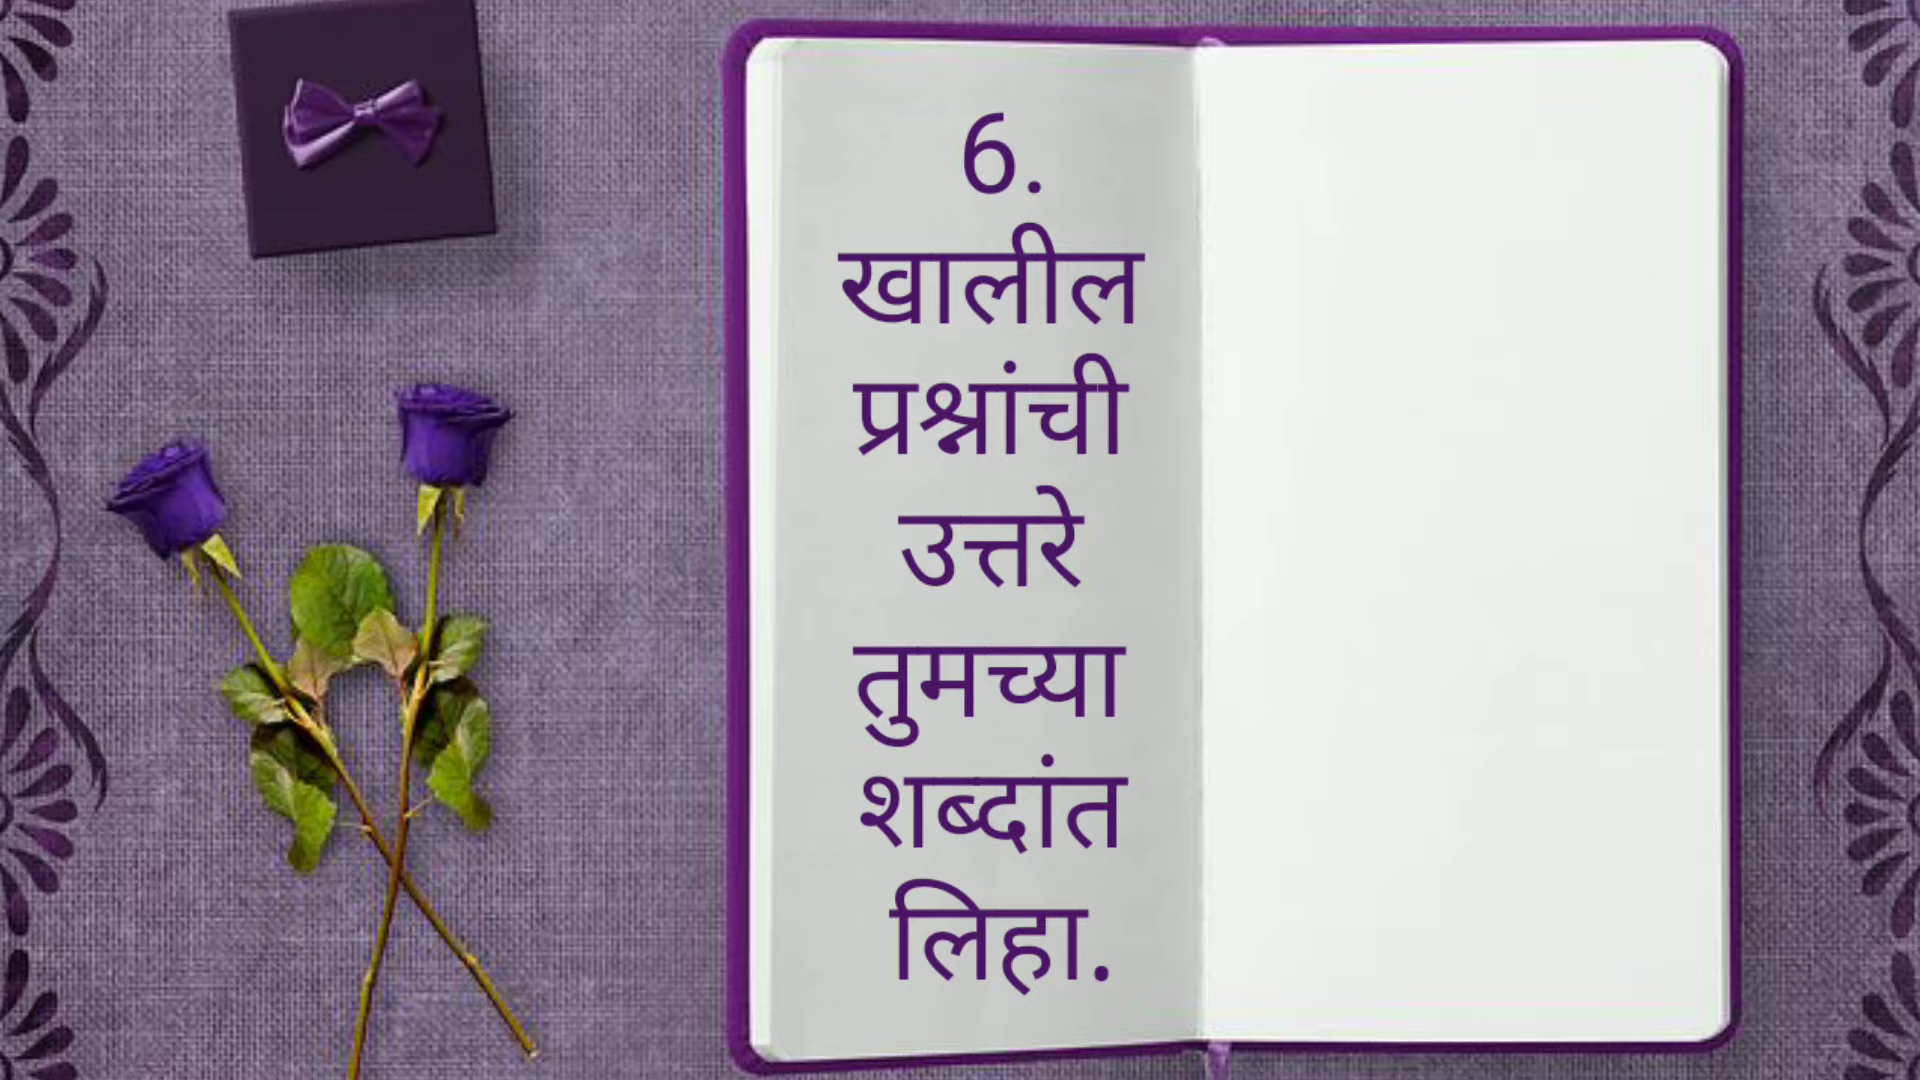 6.
खालील
प्रश्नांची
उत्तरे
तुमच्या
शब्दांत
लिहा.